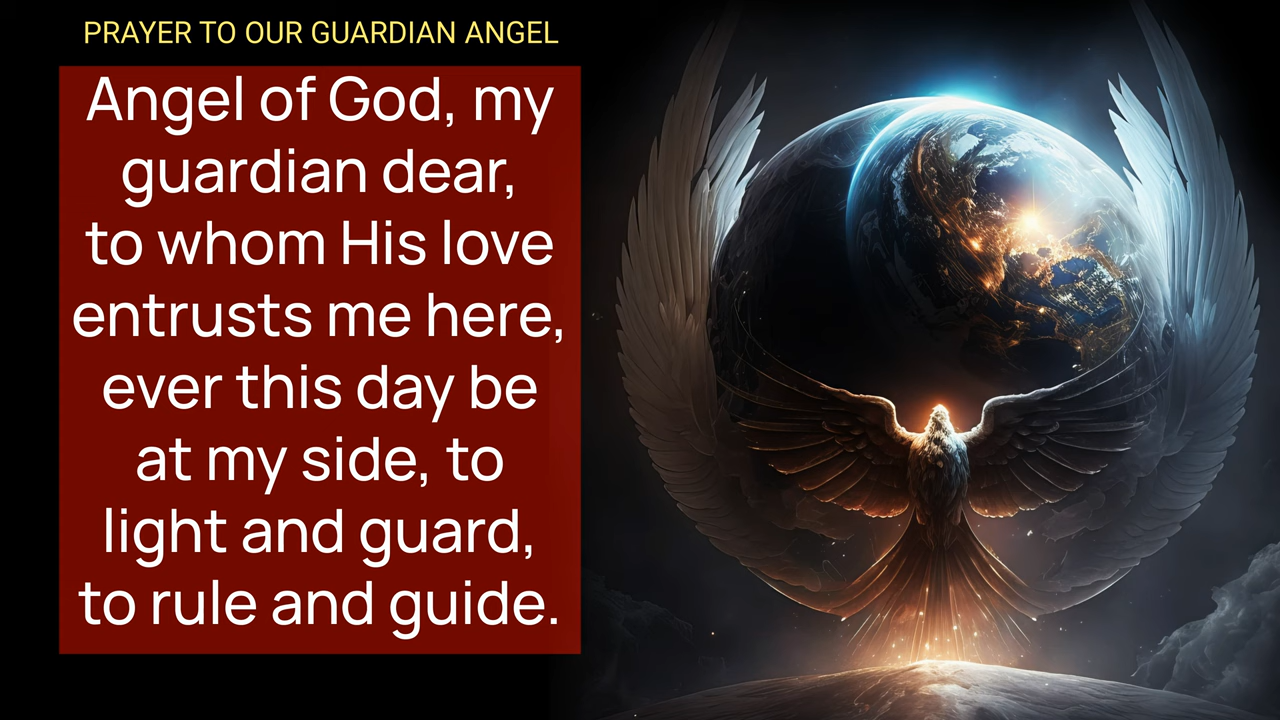 PRAYER TO OUR GUARDIAN ANGEL
Angel of God, my
guardian dear,
to whom His love
entrusts me here,
ever this day be
at my side, to
light and guard,
to rule and guide.